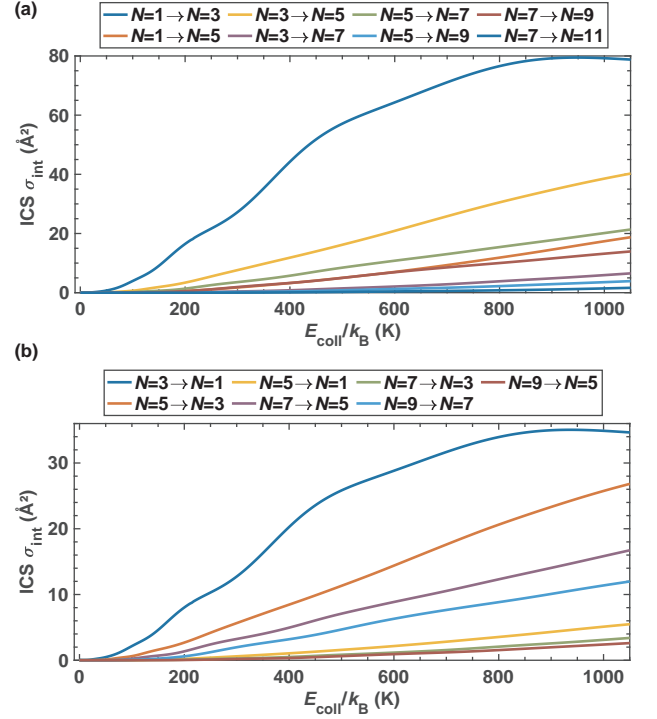 (a)
N=1→N=3 N=3→N=5 N=5→N=7 N=7→N=9
N=1→N=5 N=3→N=7 N=5→N=9 N=7→N=11
80
60
40
20
0
ICS σint (Å²)
0 200 400 600 800 1000
Ecoll/kB (K)
(b)
N=3→N=1 N=5→N=1 N=7→N=3 N=9→N=5
N=5→N=3 N=7→N=5 N=9→N=7
30
20
10
0
ICS σint (Å²)
0 200 400 600 800 1000
Ecoll/kB (K)